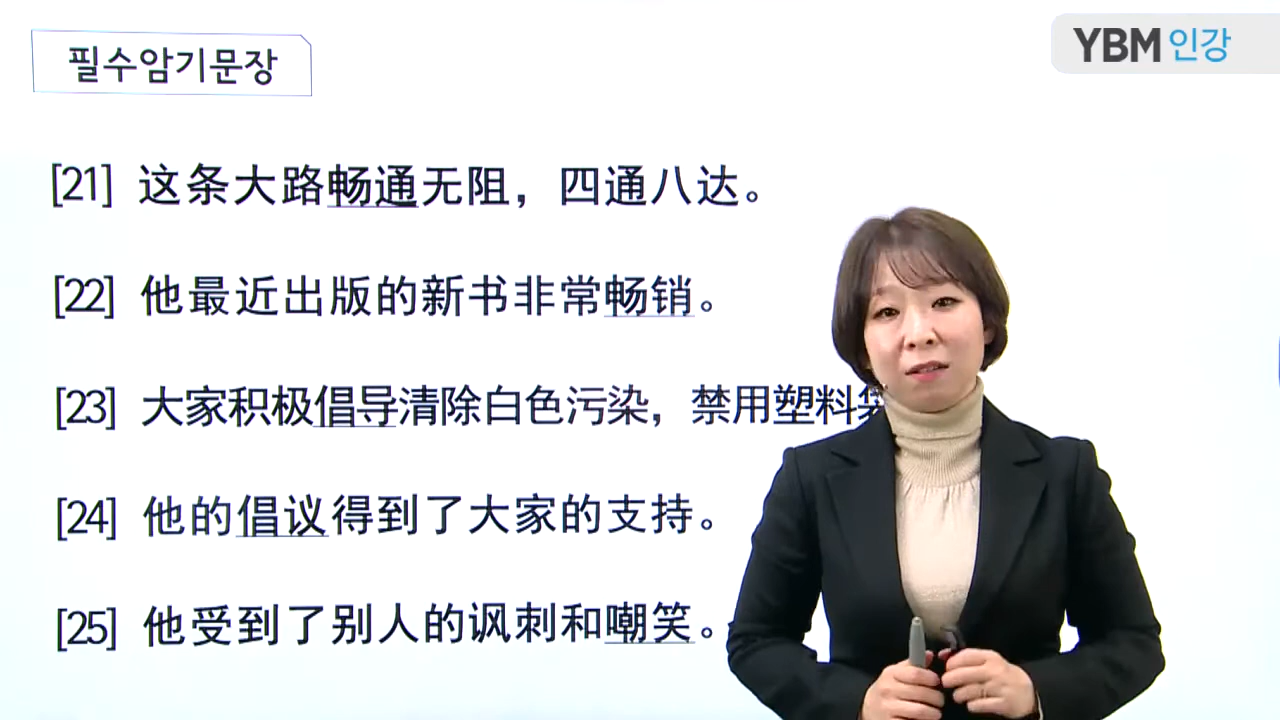 필수암기문장
YBM 인강
[21] 这条大路畅通无阻，四通八达。
[22] 他最近出版的新书非常畅销。
[23] 大家积极倡导清除白色污染，禁用塑料袋
[24] 他的倡议得到了大家的支持。
[25] 他受到了别人的讽刺和嘲笑。